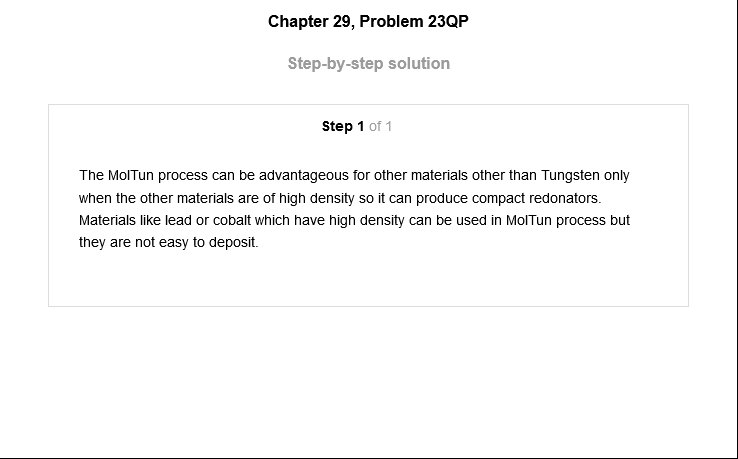 Chapter 29, Problem 23QP
Step-by-step solution
Step 1 of 1
The MolTun process can be advantageous for other materials other than Tungsten only
when the other materials are of high density so it can produce compact redonators.
Materials like lead or cobalt which have high density can be used in MolTun process but
they are not easy to deposit.